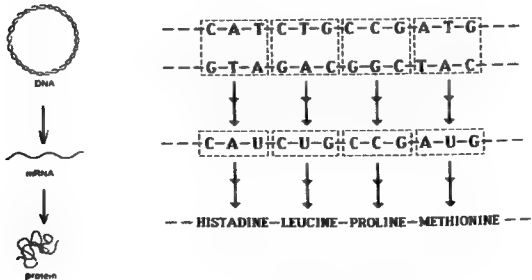 C-A-T C-T-G C-C-G A-T-G
G-T-A G-A-C G-G-C T-A-C
DNA
C-A-U C-U-G C-C-G A-U-G
mRNA
HISTADINE-LEUCINE-PROLINE-METHIONINE
protein